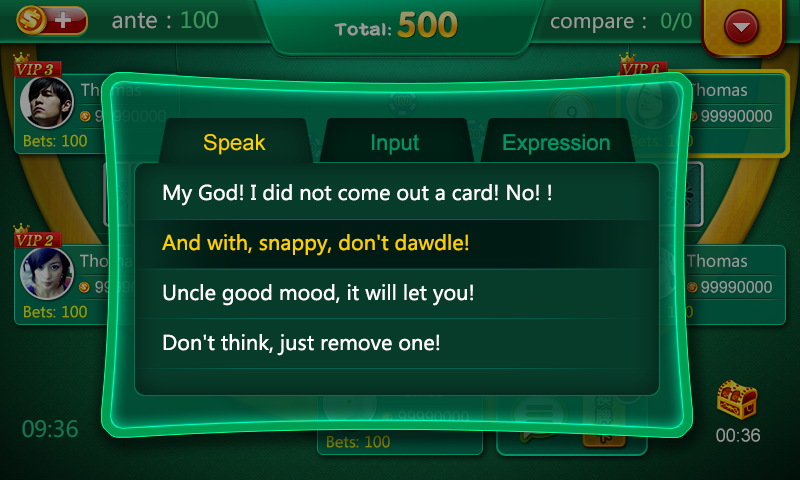 ante : 100
Total: 500
compare : 0/0
VIP 3
Thomas
99990000
Bets: 100
VIP 6
Thomas
99990000
Speak
Input
Expression
My God! I did not come out a card! No! !
And with, snappy, don't dawdle!
Uncle good mood, it will let you!
Don't think, just remove one!
VIP 2
Tho
9999
Bets: 100
Thomas
99990000
09:36
99990000
Bets: 100
00:36